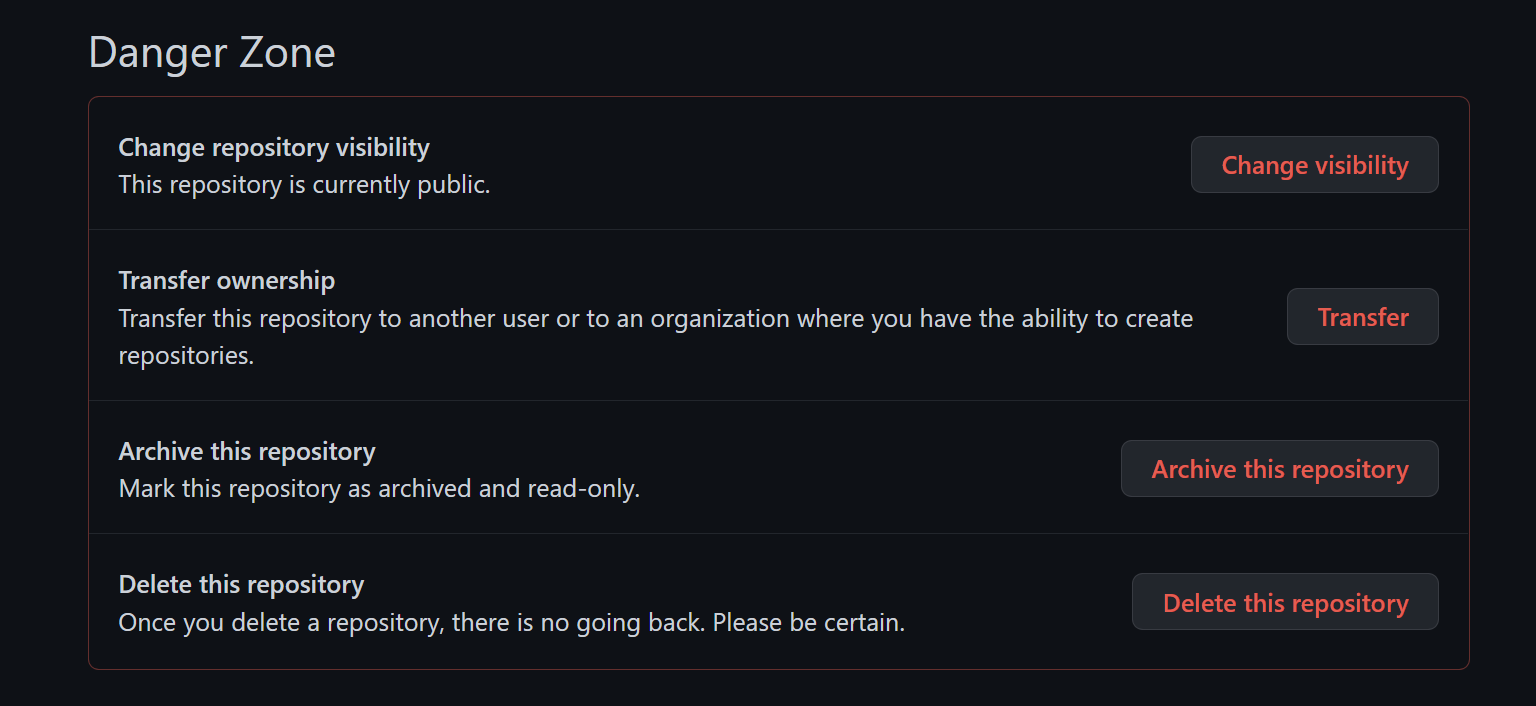 Danger Zone
Change repository visibility
This repository is currently public.
Change visibility
Transfer ownership
Transfer this repository to another user or to an organization where you have the ability to create
repositories.
Transfer
Archive this repository
Mark this repository as archived and read-only.
Archive this repository
Delete this repository
Once you delete a repository, there is no going back. Please be certain.
Delete this repository